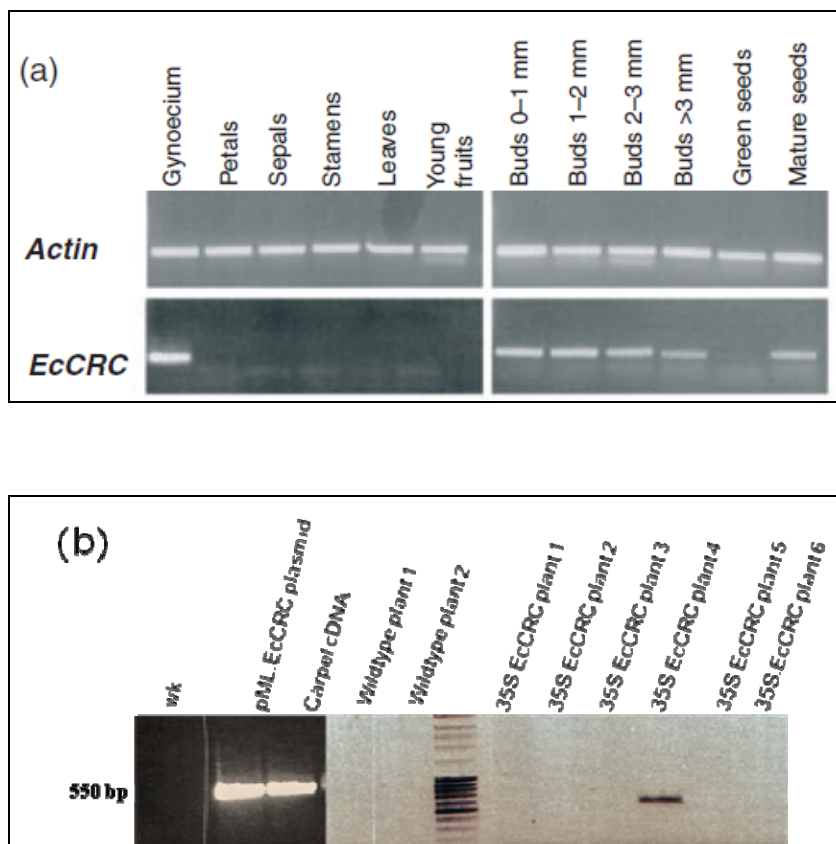 (a)
Gynoecium
Petals
Sepals
Stamens
Leaves
Young
fruits
Buds 0–1 mm
Buds 1–2 mm
Buds 2–3 mm
Buds >3 mm
Green seeds
Mature seeds
Actin
EcCRC
(b)
wk
pML.EcCRC plasmid
Carpel cDNA
Wildtype plant 1
Wildtype plant 2
35S EcCRC plant 1
35S EcCRC plant 2
35S EcCRC plant 3
35S EcCRC plant 4
35S EcCRC plant 5
35S.EcCRC plant 6
550 bp